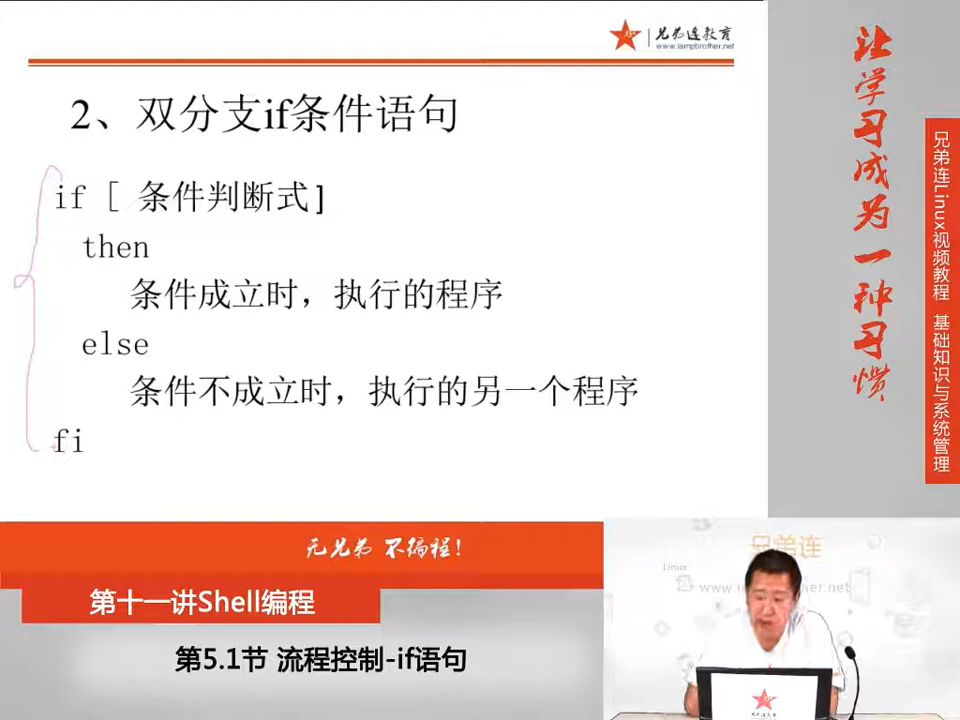 兄弟连教育
www.lampbrother.net
2、双分支if条件语句
if [ 条件判断式]
then
条件成立时，执行的程序
else
条件不成立时，执行的另一个程序
fi
让学习成为一种习惯
兄弟连Linux视频教程 基础知识与系统管理
无兄弟 不编程!
第十一讲Shell编程
第5.1节 流程控制-if语句
兄弟连
Linux